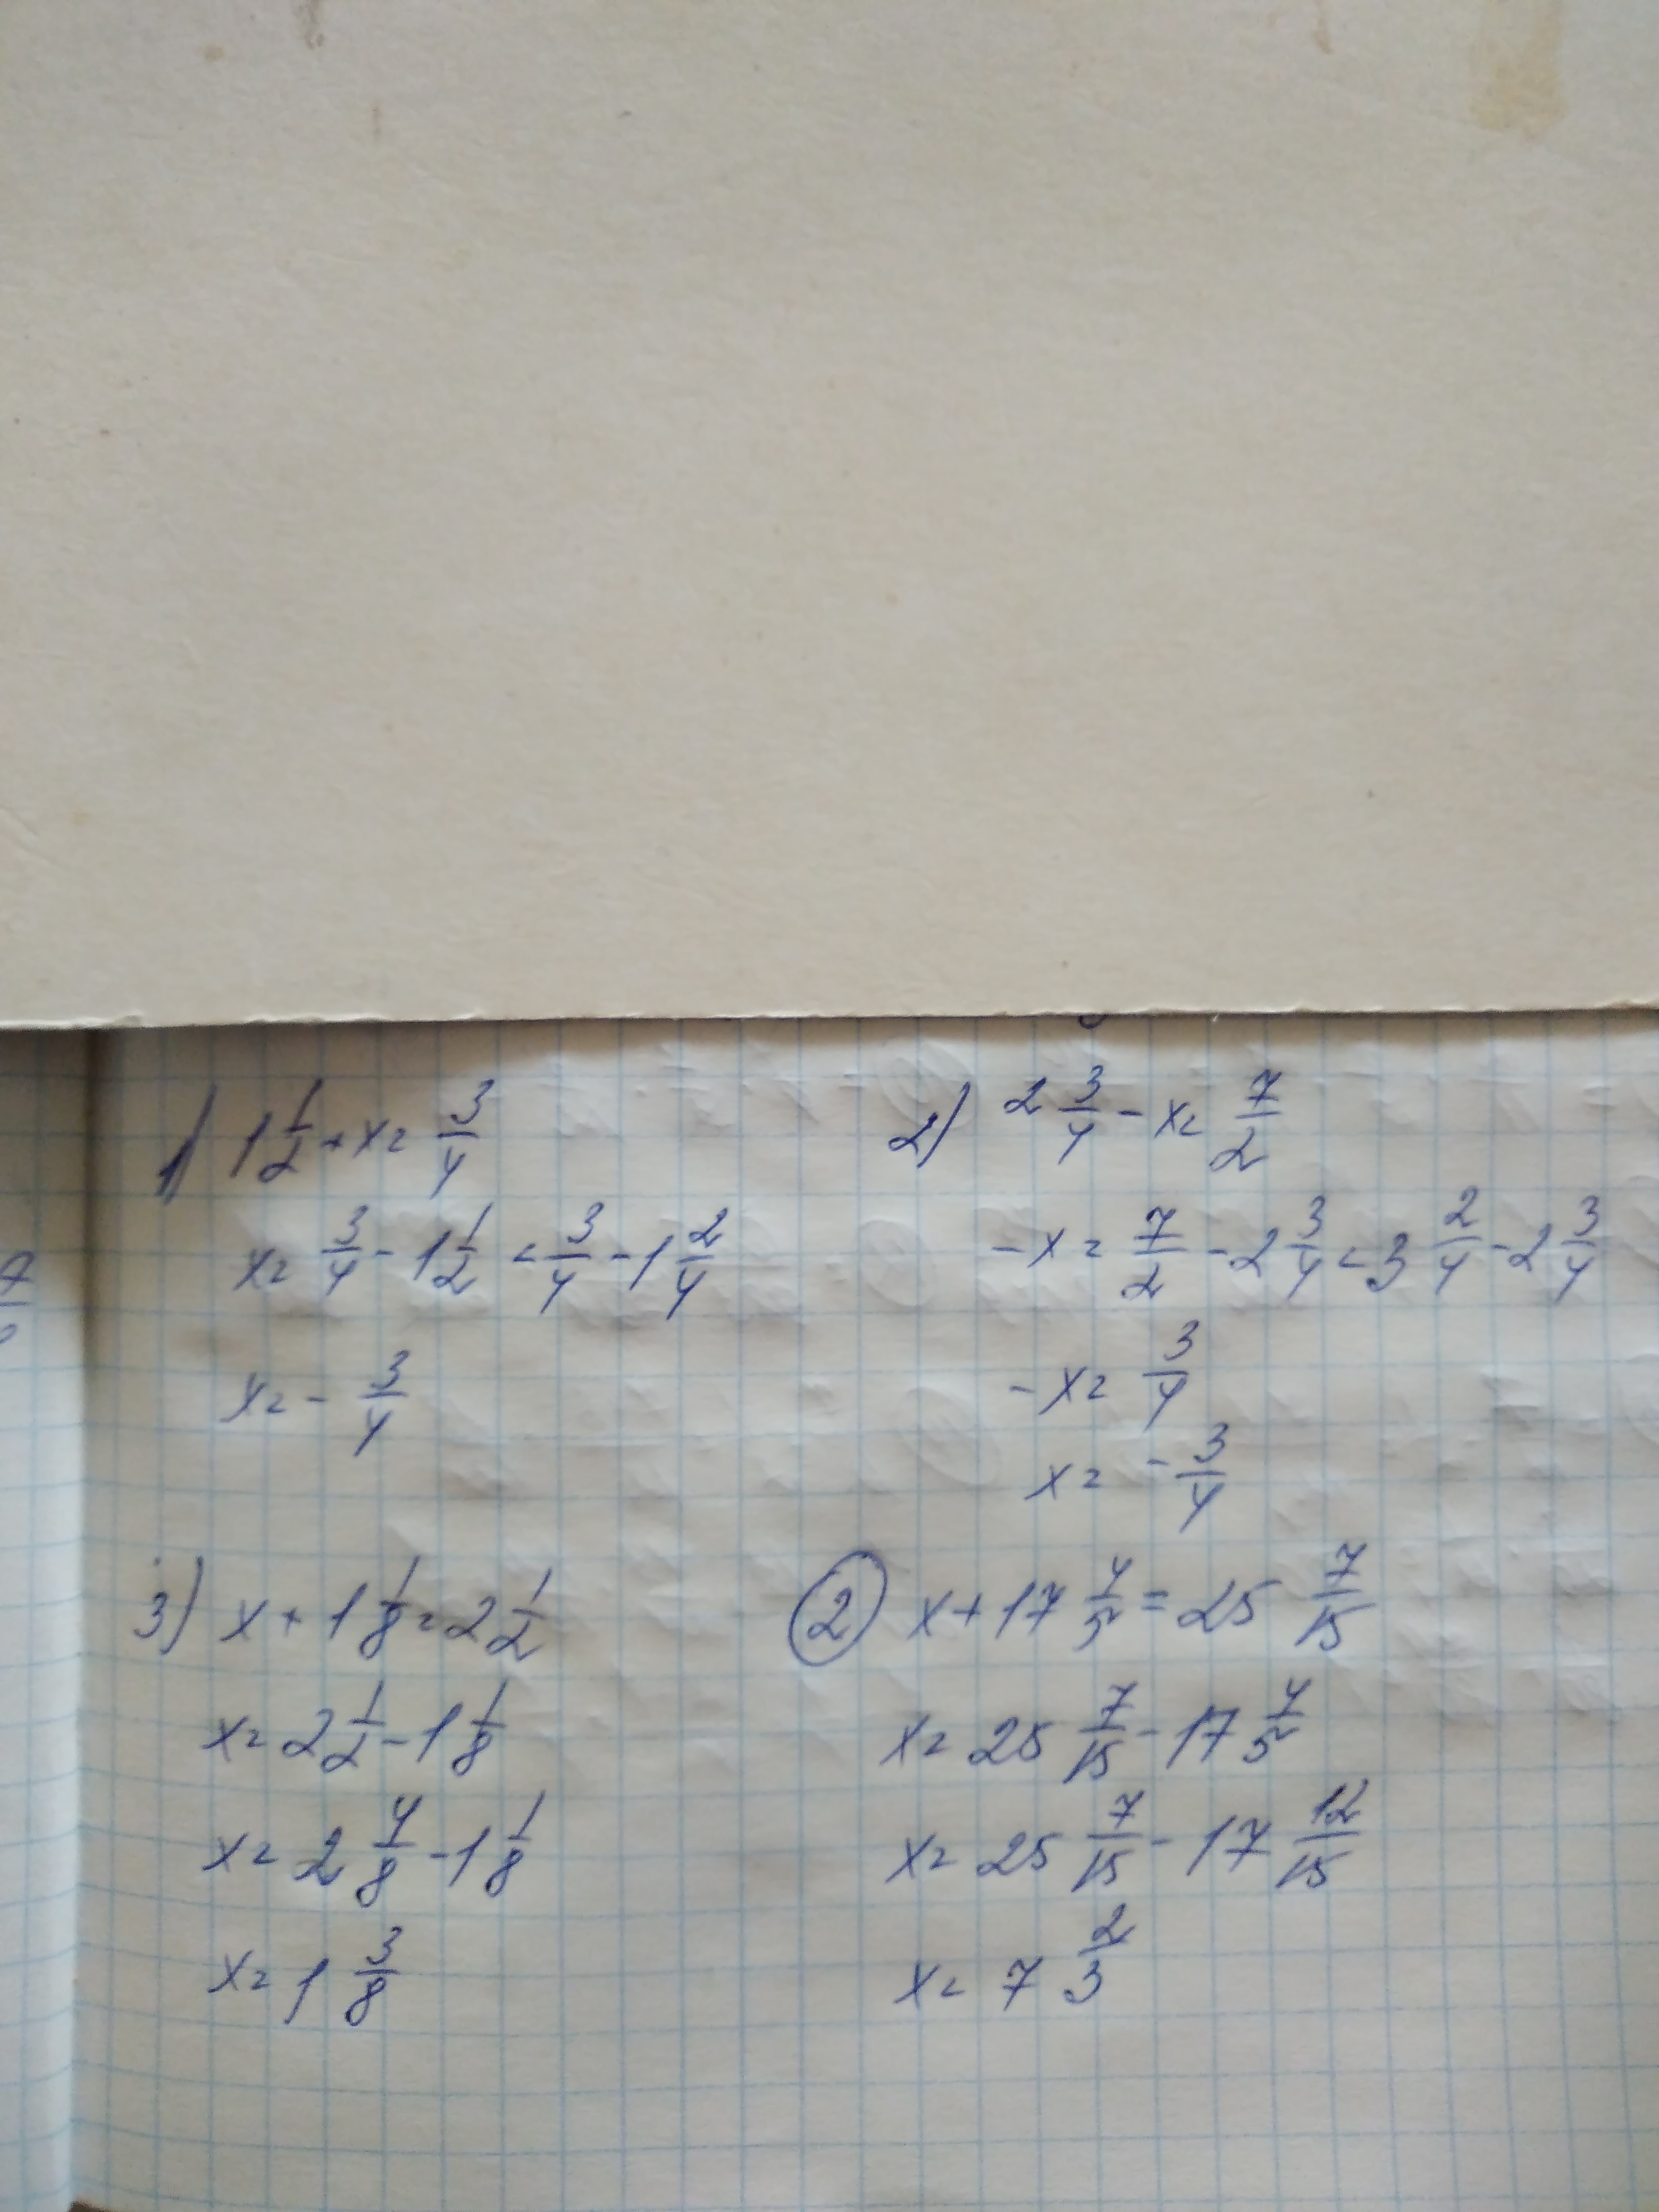 1) 1 1/2 + x = 3/4
x = 3/4 - 1 1/2 = 3/4 - 1 2/4
x = - 3/4
2) 2 3/4 - x = 7/2
- x = 7/2 - 2 3/4 = 3 2/4 - 2 3/4
- x = 3/4
x = - 3/4
3) x + 1 1/8 = 2 1/2
x = 2 1/2 - 1 1/8
x = 2 4/8 - 1 1/8
x = 1 3/8
2 x + 17 4/5 = 25 7/15
x = 25 7/15 - 17 4/5
x = 25 7/15 - 17 12/15
x = 7 2/3